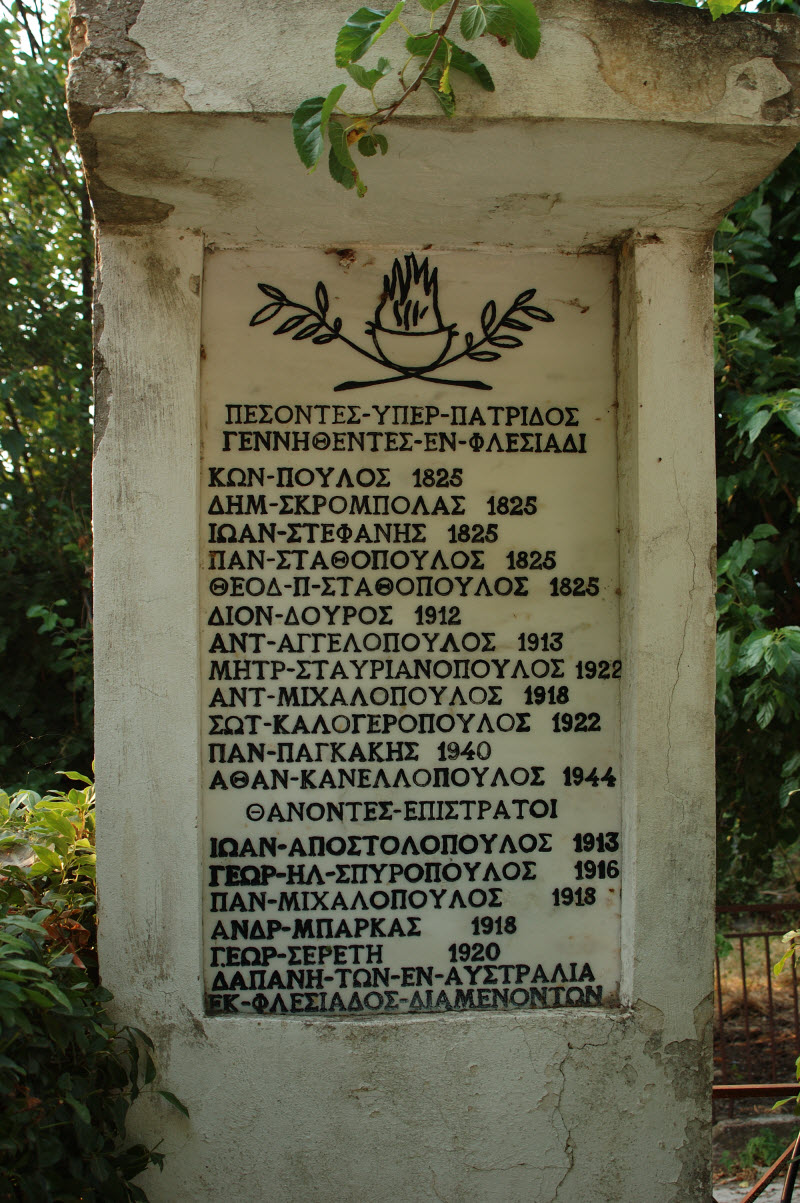 ΠΕΣΟΝΤΕΣ-ΥΠΕΡ-ΠΑΤΡΙΔΟΣ
ΓΕΝΝΗΘΕΝΤΕΣ-ΕΝ-ΦΛΕΣΙΑΔΙ
ΚΩΝ-ΠΟΥΛΟΣ 1825
ΔΗΜ-ΣΚΡΟΜΠΟΛΑΣ 1825
ΙΩΑΝ-ΣΤΕΦΑΝΗΣ 1825
ΠΑΝ-ΣΤΑΘΟΠΟΥΛΟΣ 1825
ΘΕΟΔ-Π-ΣΤΑΘΟΠΟΥΛΟΣ 1825
ΔΙΟΝ-ΔΟΥΡΟΣ 1912
ΑΝΤ-ΑΓΓΕΛΟΠΟΥΛΟΣ 1913
ΜΗΤΡ-ΣΤΑΥΡΙΑΝΟΠΟΥΛΟΣ 1922
ΑΝΤ-ΜΙΧΑΛΟΠΟΥΛΟΣ 1918
ΣΩΤ-ΚΑΛΟΓΕΡΟΠΟΥΛΟΣ 1922
ΠΑΝ-ΠΑΓΚΑΚΗΣ 1940
ΑΘΑΝ-ΚΑΝΕΛΛΟΠΟΥΛΟΣ 1944
ΘΑΝΟΝΤΕΣ-ΕΠΙΣΤΡΑΤΟΙ
ΙΩΑΝ-ΑΠΟΣΤΟΛΟΠΟΥΛΟΣ 1913
ΓΕΩΡ-ΗΛ-ΣΠΥΡΟΠΟΥΛΟΣ 1916
ΠΑΝ-ΜΙΧΑΛΟΠΟΥΛΟΣ 1918
ΑΝΔΡ-ΜΠΑΡΚΑΣ 1918
ΓΕΩΡ-ΣΕΡΕΤΗ 1920
ΔΑΠΑΝΗ-ΤΩΝ-ΕΝ-ΑΥΣΤΡΑΛΙΑ
ΕΚ-ΦΛΕΣΙΑΔΟΣ-ΔΙΑΜΕΝΟΝΤΩΝ